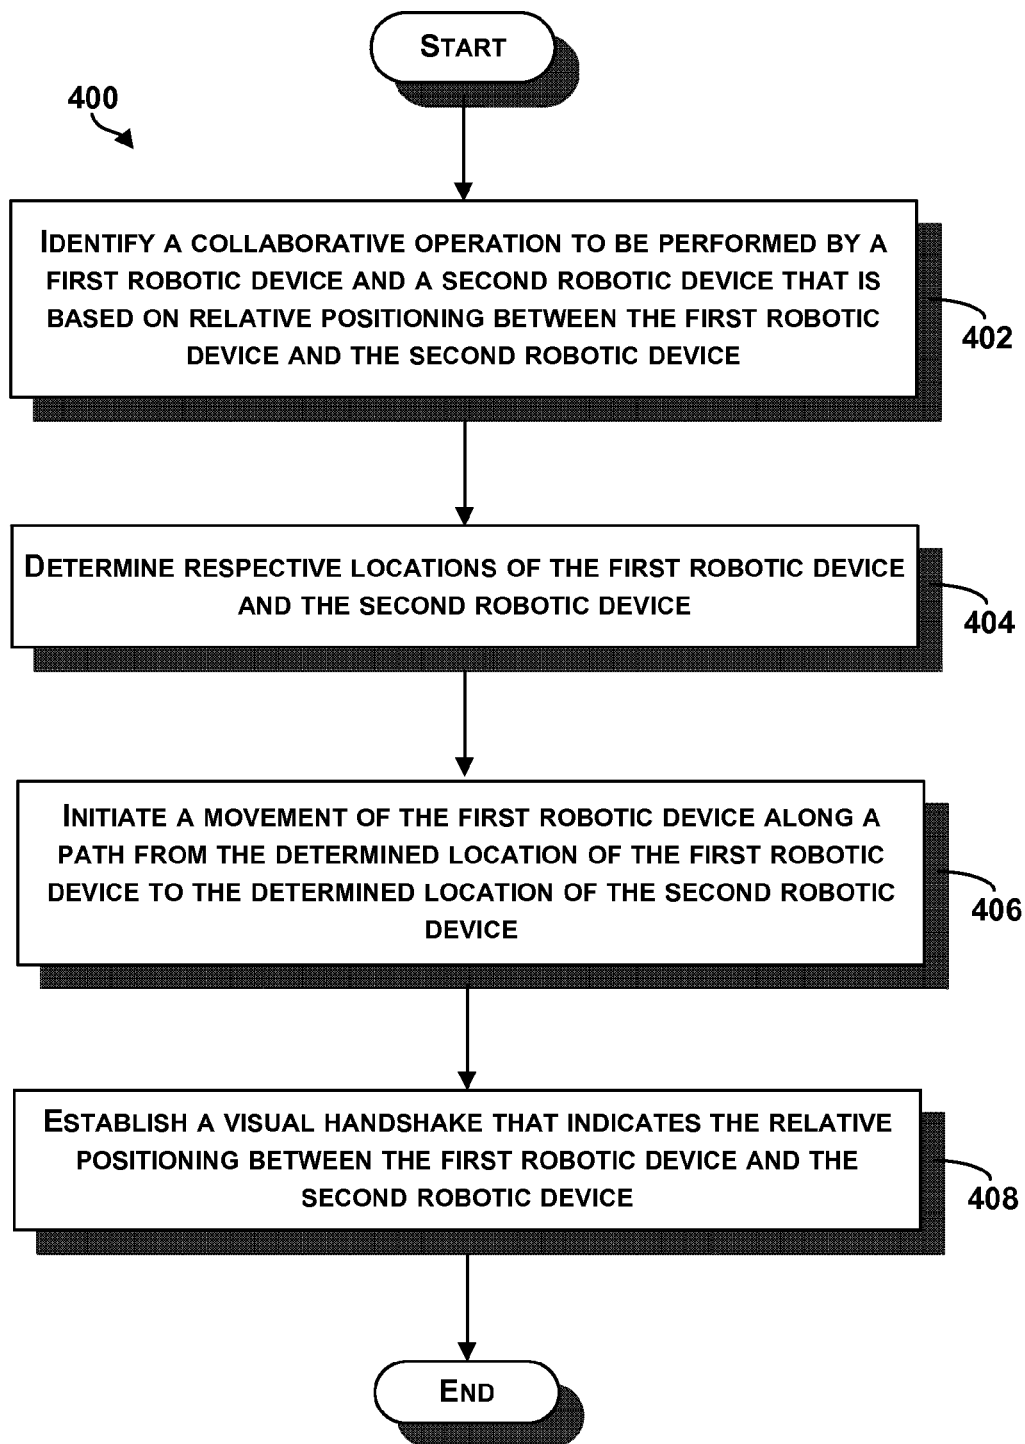 START
400
IDENTIFY A COLLABORATIVE OPERATION TO BE PERFORMED BY A
FIRST ROBOTIC DEVICE AND A SECOND ROBOTIC DEVICE THAT IS
BASED ON RELATIVE POSITIONING BETWEEN THE FIRST ROBOTIC
DEVICE AND THE SECOND ROBOTIC DEVICE
402
DETERMINE RESPECTIVE LOCATIONS OF THE FIRST ROBOTIC DEVICE
AND THE SECOND ROBOTIC DEVICE
404
INITIATE A MOVEMENT OF THE FIRST ROBOTIC DEVICE ALONG A
PATH FROM THE DETERMINED LOCATION OF THE FIRST ROBOTIC
DEVICE TO THE DETERMINED LOCATION OF THE SECOND ROBOTIC
DEVICE
406
ESTABLISH A VISUAL HANDSHAKE THAT INDICATES THE RELATIVE
POSITIONING BETWEEN THE FIRST ROBOTIC DEVICE AND THE
SECOND ROBOTIC DEVICE
408
END